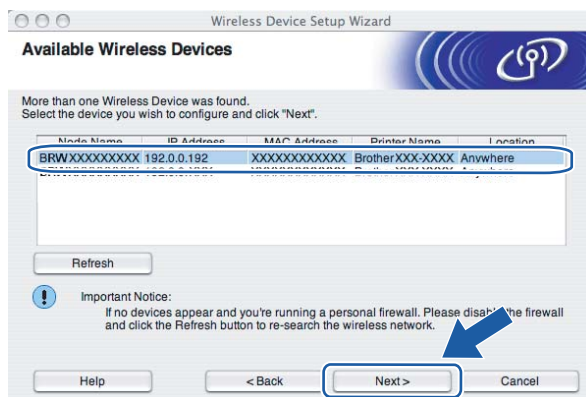 Wireless Device Setup Wizard
Available Wireless Devices
More than one Wireless Device was found.
Select the device you wish to configure and click "Next".
Node Name IP Address MAC Address Printer Name Location
BRWXXXXXXXXX 192.0.0.192 XXXXXXXXXXXX BrotherXXX-XXXX Anywhere
Refresh
Important Notice:
If no devices appear and you're running a personal firewall. Please disable the firewall
and click the Refresh button to re-search the wireless network.
Help <Back Next> Cancel